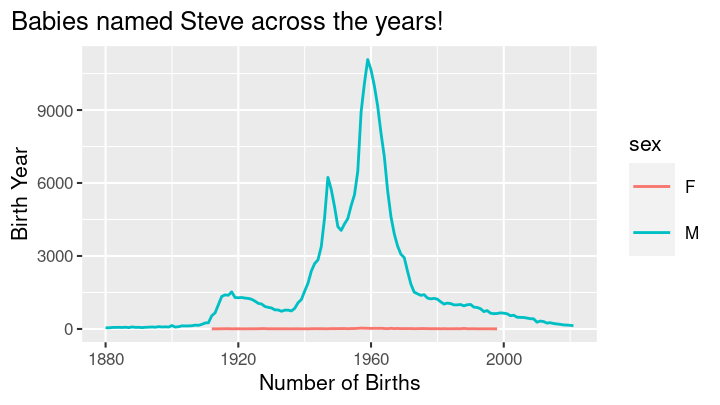 Babies named Steve across the years!
Birth Year
9000
6000
3000
0
1880
1920
1960
2000
Number of Births
sex
F
M